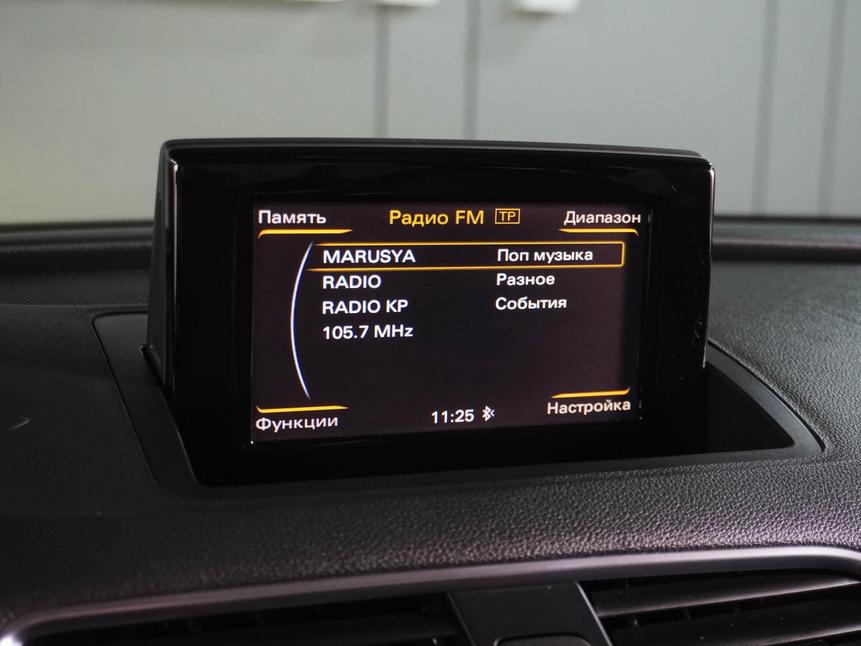 Память Радио FM TP Диапазон
MARUSYA Поп музыка
RADIO Разное
RADIO KP События
105.7 MHz
Функции 11:25 Настройка